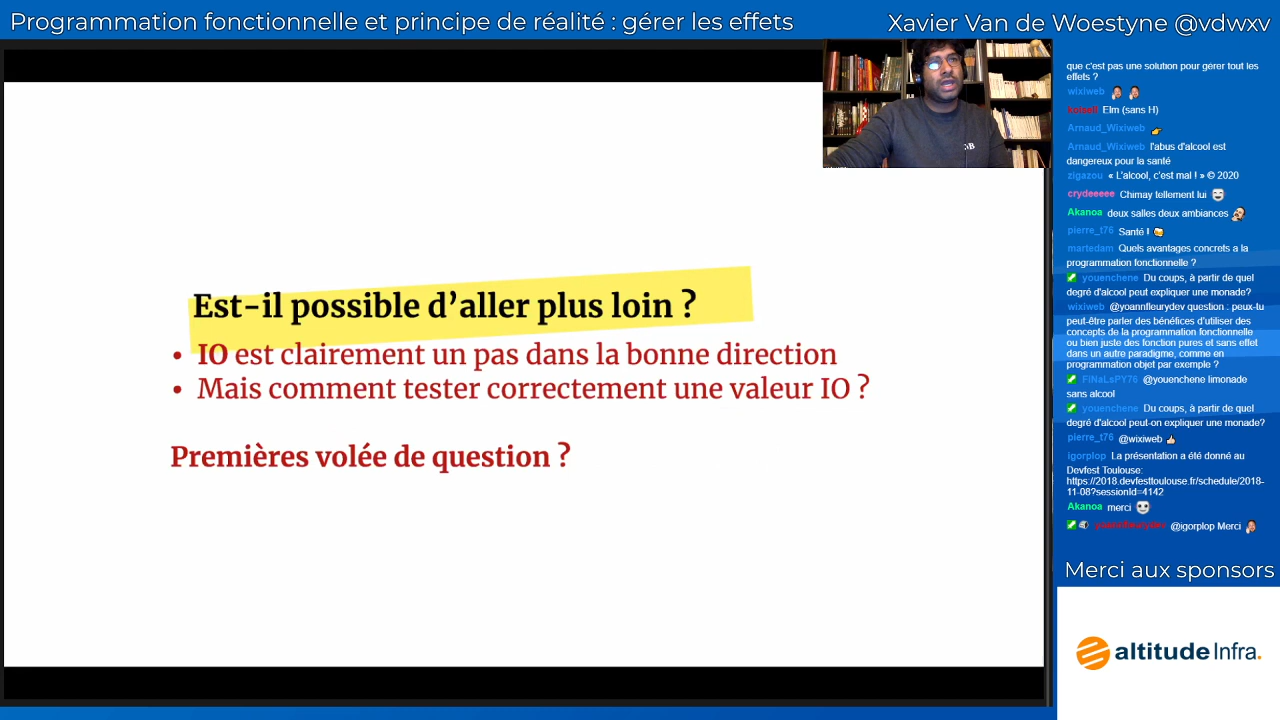 Programmation fonctionnelle et principe de réalité : gérer les effets
Xavier Van de Woestyne @vdwxv
Est-il possible d’aller plus loin ?
• IO est clairement un pas dans la bonne direction
• Mais comment tester correctement une valeur IO ?
Premières volée de question ?
que c'est pas une solution pour gérer tout les
effets ?
wixiweb
Elm (sans H)
Arnaud_Wixiweb
Arnaud_Wixiweb l'abus d'alcool est
dangereux pour la santé
zigazou « L'alcool, c'est mal ! » © 2020
crydeeeee Chimay tellement lui
Akanoa deux salles deux ambiances
pierre_t76 Santé !
martedam Quels avantages concrets a la
programmation fonctionnelle ?
youenchene Du coups, à partir de quel
degré d'alcool peut expliquer une monade?
wixiweb @yoannfleurydev question : peux-tu
peut-être parler des bénéfices d'utiliser des
concepts de la programmation fonctionnelle
ou bien juste des fonction pures et sans effet
dans un autre paradigme, comme en
programmation objet par exemple ?
FiNaLsPY76 @youenchene limonade
sans alcool
youenchene Du coups, à partir de quel
degré d'alcool peut-on expliquer une monade?
pierre_t76 @wixiweb
igorplop La présentation a été donné au
Devfest Toulouse:
https://2018.devfesttoulouse.fr/schedule/2018-
11-08?sessionId=4142
Akanoa merci
yoannfleurydev @igorplop Merci
Merci aux sponsors
altitude Infra.